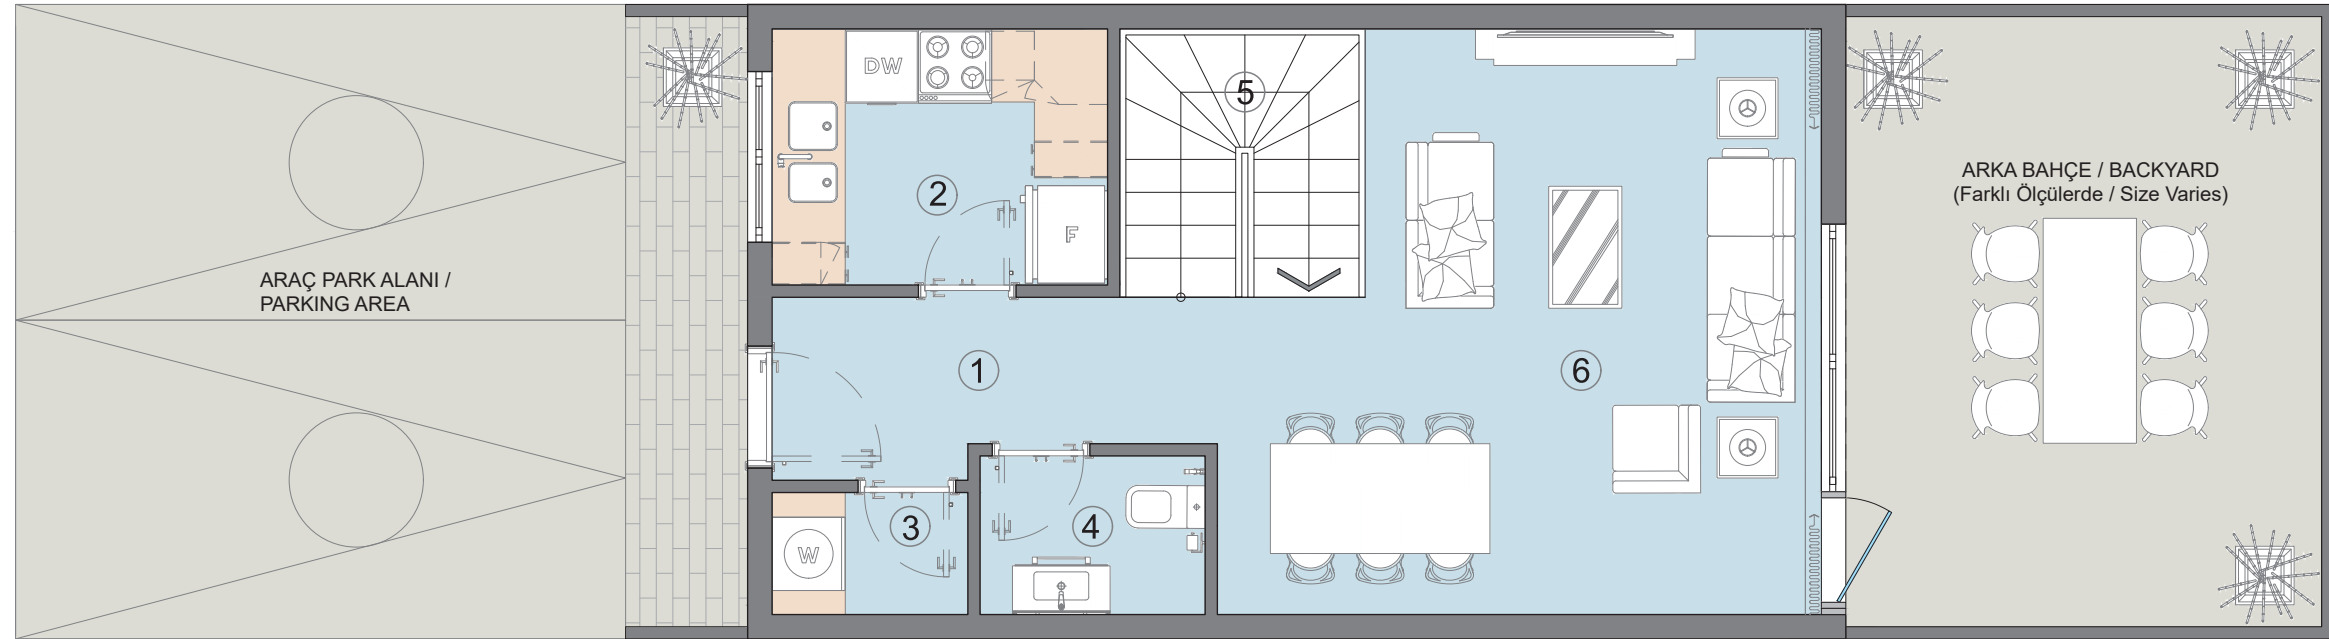 ARAÇ PARK ALANI /
PARKING AREA
DW
2
F
5
1
3
W
4
6
ARKA BAHÇE / BACKYARD
(Farklı Ölçülerde / Size Varies)